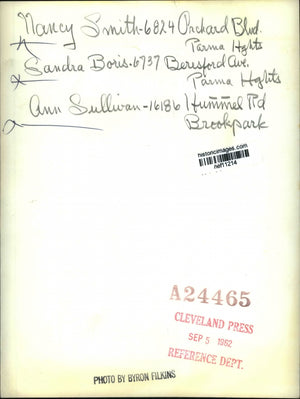 Nancy Smith-6824 Orchard Blvd.
Parma Hghts
Sandra Boris-6737 Beresford Ave.
Parma Hghts
Ann Sullivan-16186 Hummel Rd
Brookpark
historicimages.com
nef11214
A24465
CLEVELAND PRESS
SEP 5 1962
REFERENCE DEPT.
PHOTO BY BYRON FILKINS